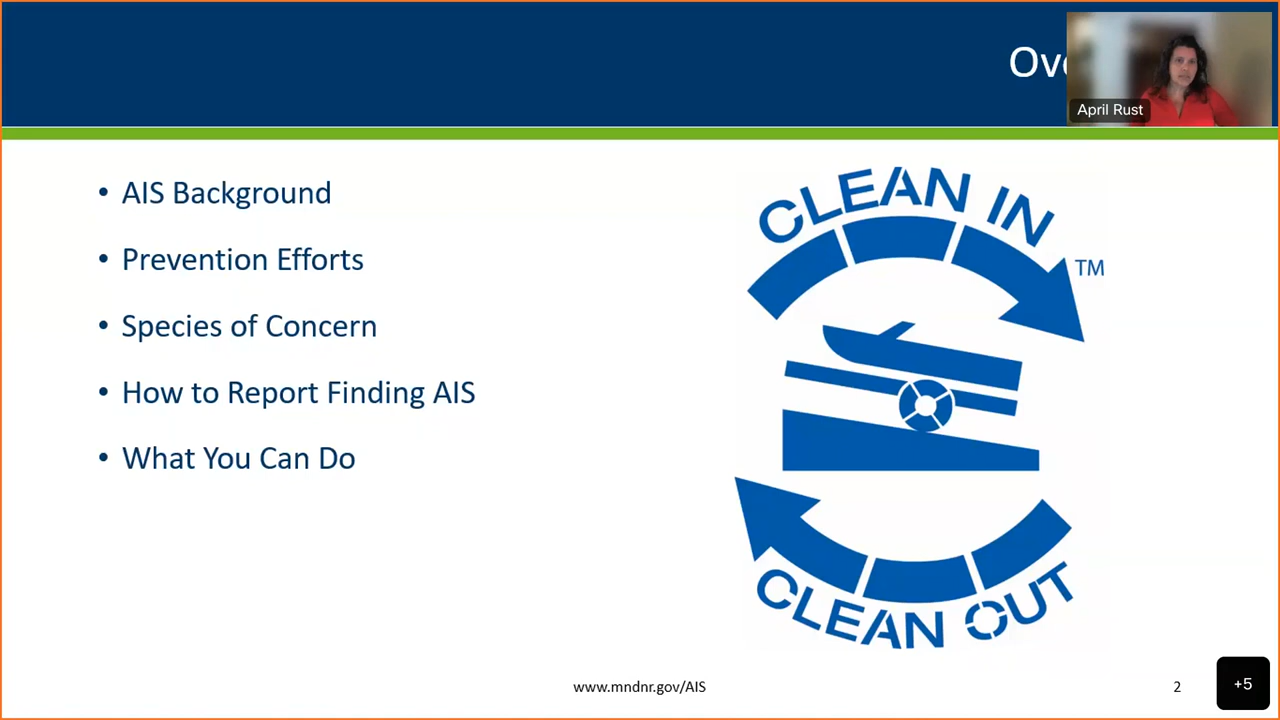 April Rust
• AIS Background
• Prevention Efforts
• Species of Concern
• How to Report Finding AIS
• What You Can Do
CLEAN IN
TM
CLEAN OUT
www.mndnr.gov/AIS
2
+5